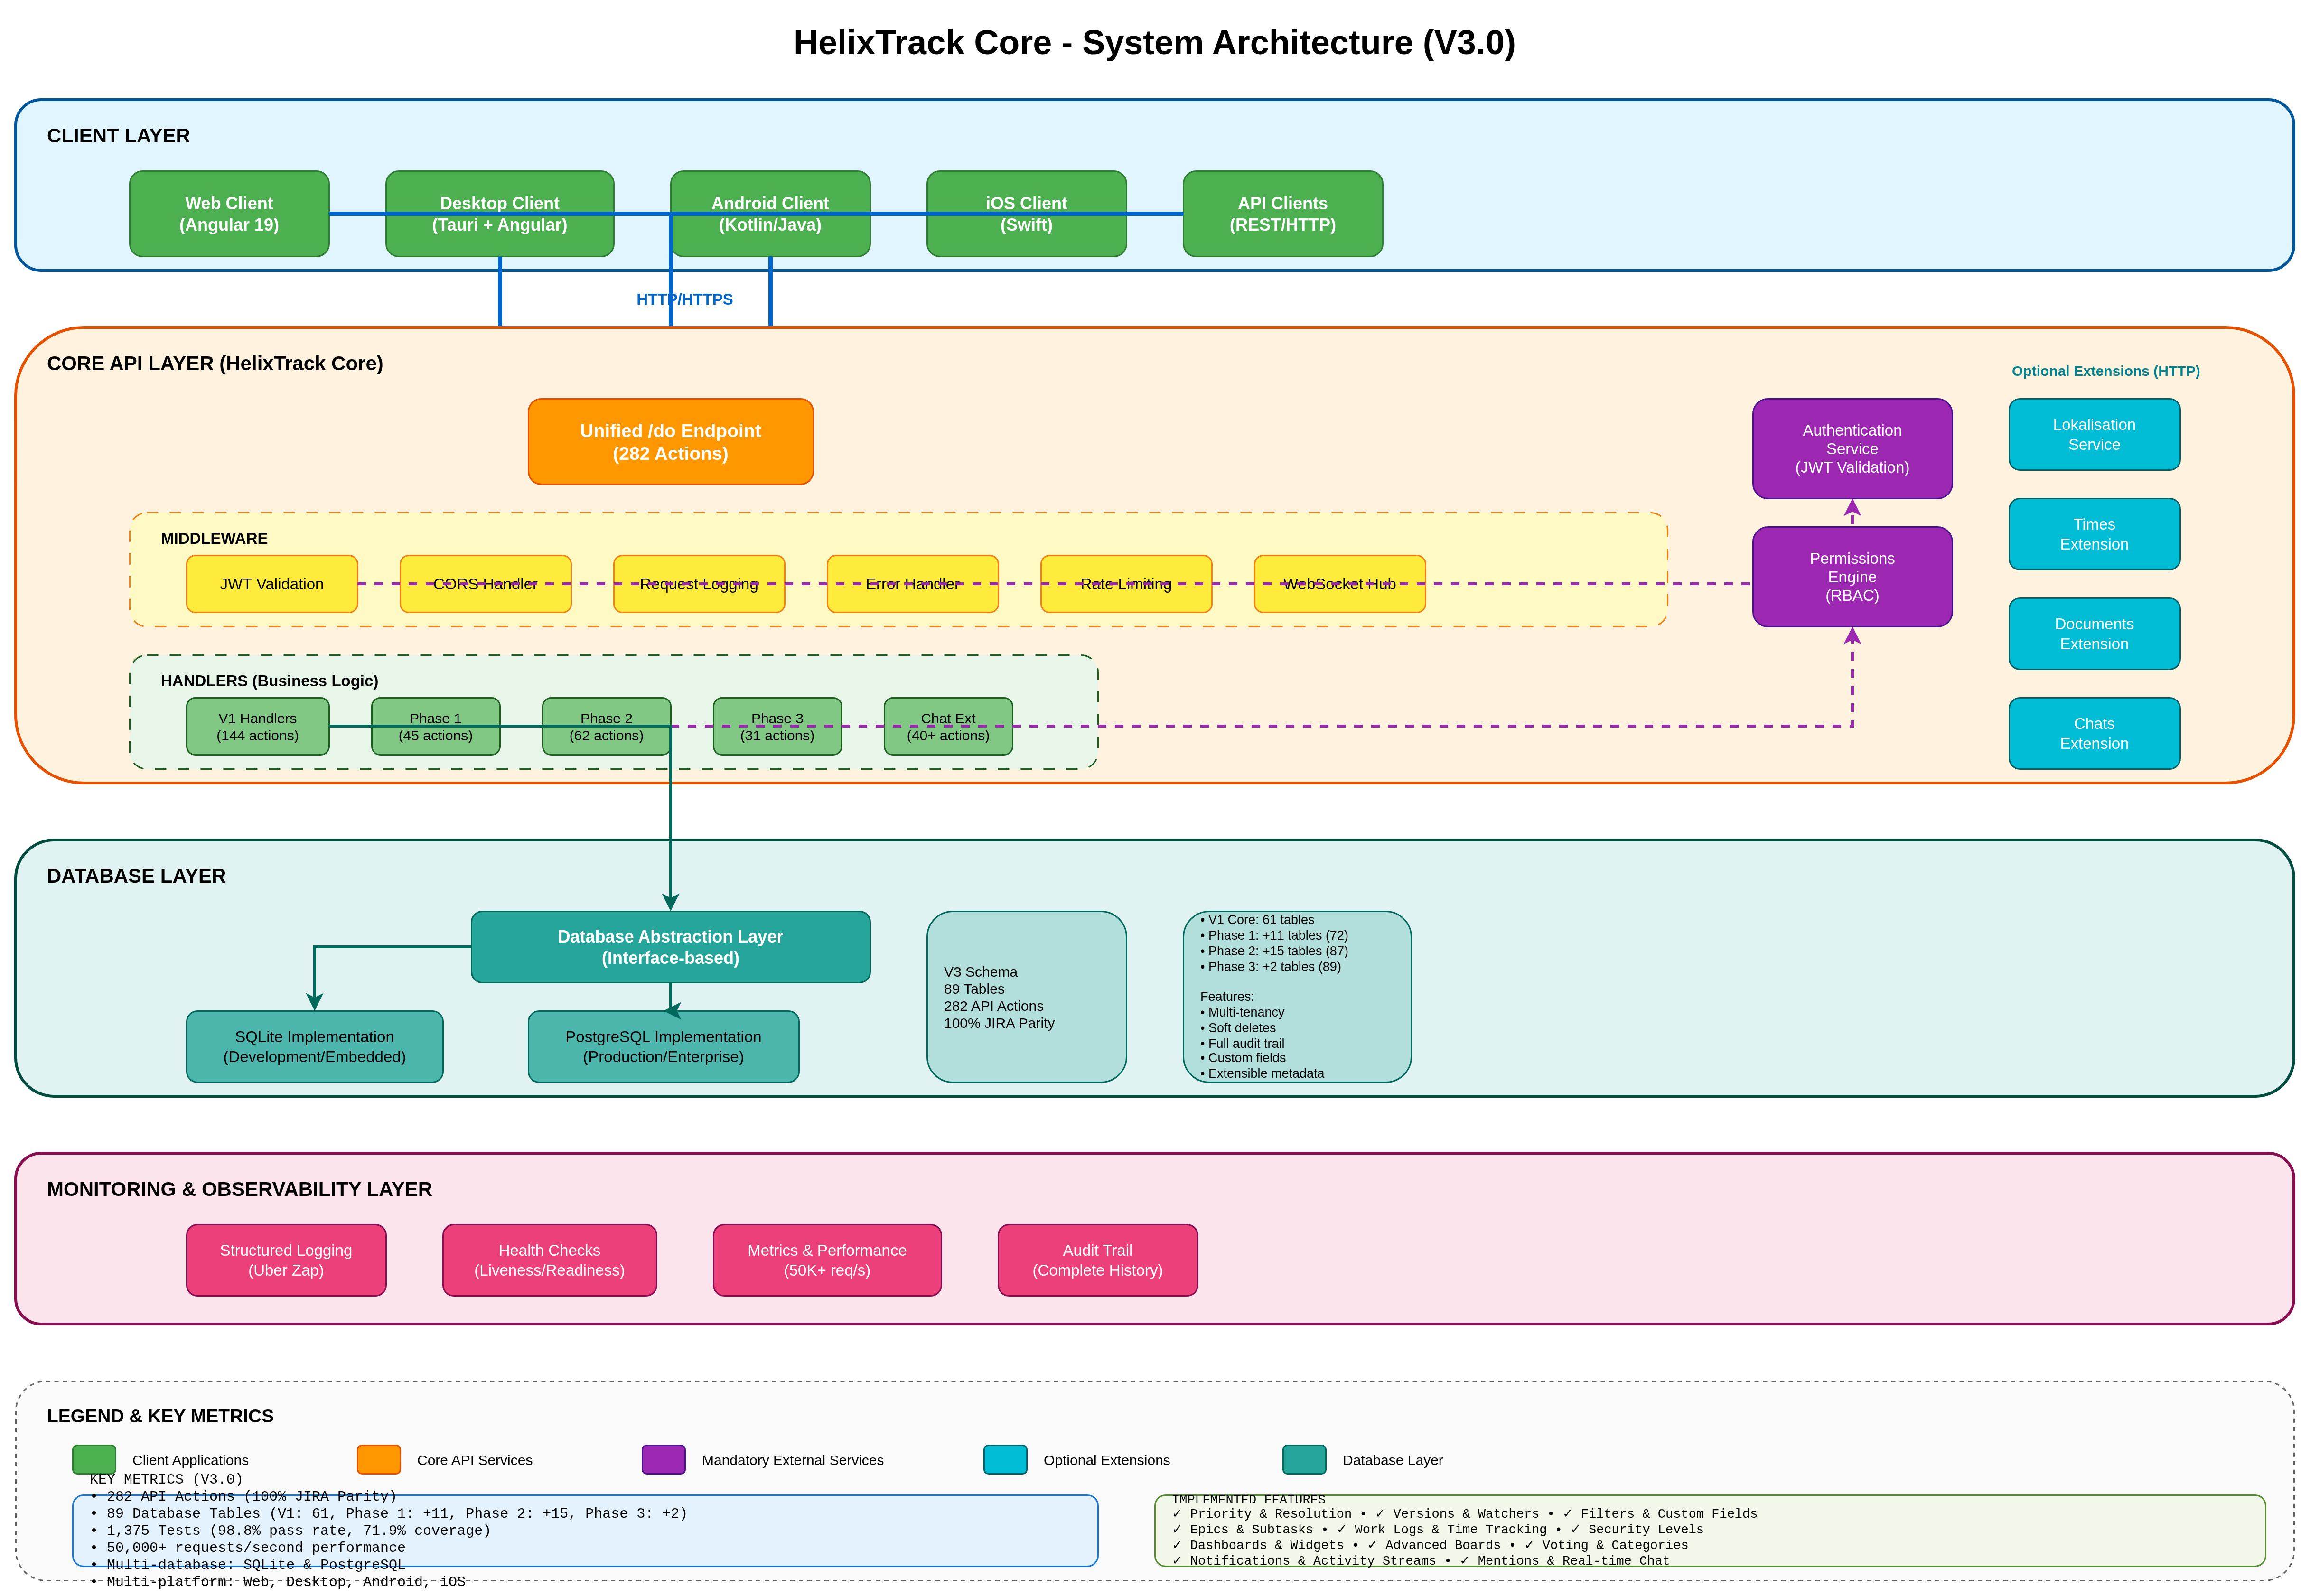 HelixTrack Core - System Architecture (V3.0)
CLIENT LAYER
Web Client
(Angular 19)
Desktop Client
(Tauri + Angular)
Android Client
(Kotlin/Java)
iOS Client
(Swift)
API Clients
(REST/HTTP)
HTTP/HTTPS
CORE API LAYER (HelixTrack Core)
Unified /do Endpoint
(282 Actions)
Authentication
Service
(JWT Validation)
Optional Extensions (HTTP)
Lokalisation
Service
Times
Extension
Documents
Extension
Chats
Extension
MIDDLEWARE
JWT Validation
CORS Handler
Request Logging
Error Handler
Rate Limiting
WebSocket Hub
Permissions
Engine
(RBAC)
HANDLERS (Business Logic)
V1 Handlers
(144 actions)
Phase 1
(45 actions)
Phase 2
(62 actions)
Phase 3
(31 actions)
Chat Ext
(40+ actions)
DATABASE LAYER
Database Abstraction Layer
(Interface-based)
SQLite Implementation
(Development/Embedded)
PostgreSQL Implementation
(Production/Enterprise)
V3 Schema
89 Tables
282 API Actions
100% JIRA Parity
• V1 Core: 61 tables
• Phase 1: +11 tables (72)
• Phase 2: +15 tables (87)
• Phase 3: +2 tables (89)
Features:
• Multi-tenancy
• Soft deletes
• Full audit trail
• Custom fields
• Extensible metadata
MONITORING & OBSERVABILITY LAYER
Structured Logging
(Uber Zap)
Health Checks
(Liveness/Readiness)
Metrics & Performance
(50K+ req/s)
Audit Trail
(Complete History)
LEGEND & KEY METRICS
Client Applications
Core API Services
Mandatory External Services
Optional Extensions
Database Layer
KEY METRICS (V3.0)
• 282 API Actions (100% JIRA Parity)
• 89 Database Tables (V1: 61, Phase 1: +11, Phase 2: +15, Phase 3: +2)
• 1,375 Tests (98.8% pass rate, 71.9% coverage)
• 50,000+ requests/second performance
• Multi-database: SQLite & PostgreSQL
• Multi-platform: Web, Desktop, Android, iOS
IMPLEMENTED FEATURES
✓ Priority & Resolution • ✓ Versions & Watchers • ✓ Filters & Custom Fields
✓ Epics & Subtasks • ✓ Work Logs & Time Tracking • ✓ Security Levels
✓ Dashboards & Widgets • ✓ Advanced Boards • ✓ Voting & Categories
✓ Notifications & Activity Streams • ✓ Mentions & Real-time Chat